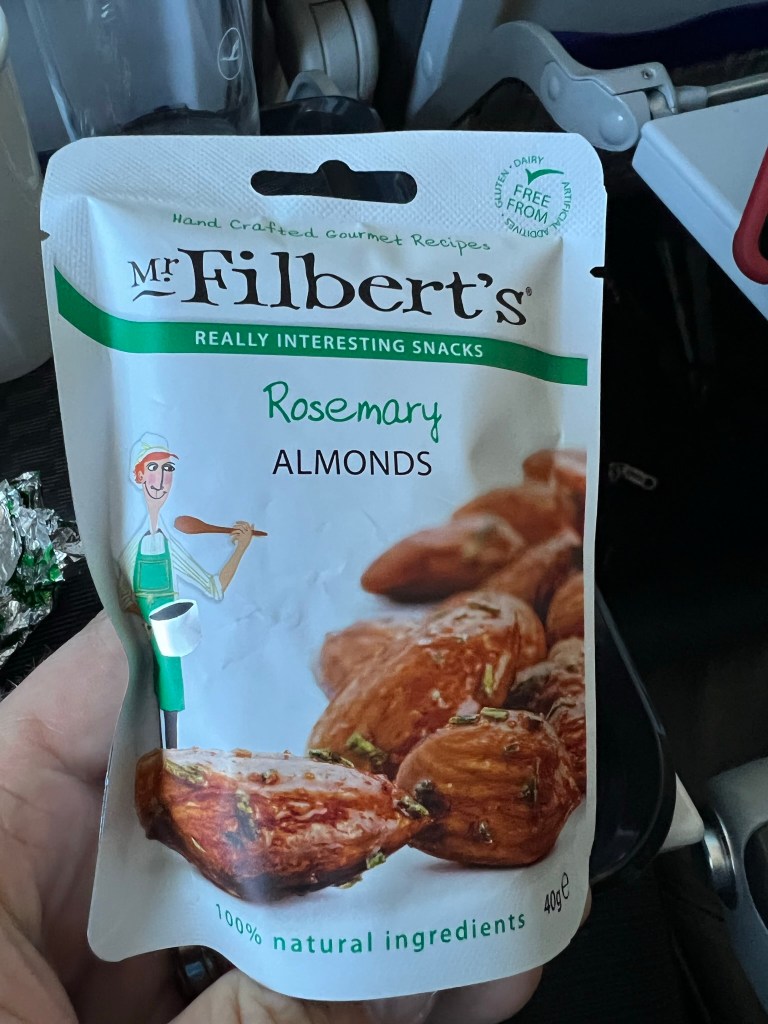 Hand Crafted Gourmet Recipes
GLUTEN • DAIRY
ARTIFICIAL ADDITIVES •
FREE
FROM
Mr. Filbert's®
REALLY INTERESTING SNACKS
Rosemary
ALMONDS
100% natural ingredients
40g e